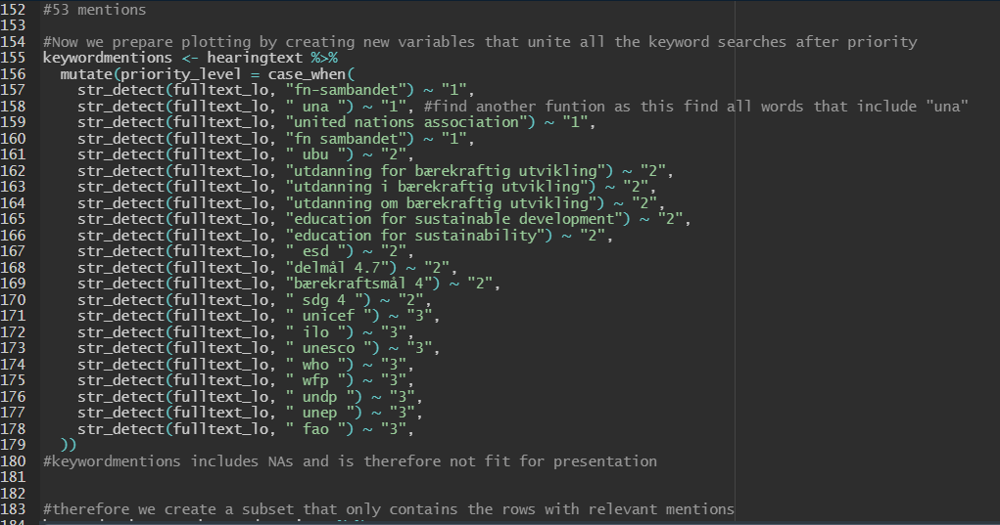 152 #53 mentions
153
154 #Now we prepare plotting by creating new variables that unite all the keyword searches after priority
155 keywordmentions <- hearingtext %>%
156   mutate(priority_level = case_when(
157     str_detect(fulltext_lo, "fn-sambandet") ~ "1",
158     str_detect(fulltext_lo, " una ") ~ "1", #find another funtion as this find all words that include "una"
159     str_detect(fulltext_lo, "united nations association") ~ "1",
160     str_detect(fulltext_lo, "fn sambandet") ~ "1",
161     str_detect(fulltext_lo, " ubu ") ~ "2",
162     str_detect(fulltext_lo, "utdanning for bærekraftig utvikling") ~ "2",
163     str_detect(fulltext_lo, "utdanning i bærekraftig utvikling") ~ "2",
164     str_detect(fulltext_lo, "utdanning om bærekraftig utvikling") ~ "2",
165     str_detect(fulltext_lo, "education for sustainable development") ~ "2",
166     str_detect(fulltext_lo, "education for sustainability") ~ "2",
167     str_detect(fulltext_lo, " esd ") ~ "2",
168     str_detect(fulltext_lo, "delmål 4.7") ~ "2",
169     str_detect(fulltext_lo, "bærekraftsmål 4") ~ "2",
170     str_detect(fulltext_lo, " sdg 4 ") ~ "2",
171     str_detect(fulltext_lo, " unicef ") ~ "3",
172     str_detect(fulltext_lo, " ilo ") ~ "3",
173     str_detect(fulltext_lo, " unesco ") ~ "3",
174     str_detect(fulltext_lo, " who ") ~ "3",
175     str_detect(fulltext_lo, " wfp ") ~ "3",
176     str_detect(fulltext_lo, " undp ") ~ "3",
177     str_detect(fulltext_lo, " unep ") ~ "3",
178     str_detect(fulltext_lo, " fao ") ~ "3",
179   ))
180 #keywordmentions includes NAs and is therefore not fit for presentation
181
182
183 #therefore we create a subset that only contains the rows with relevant mentions